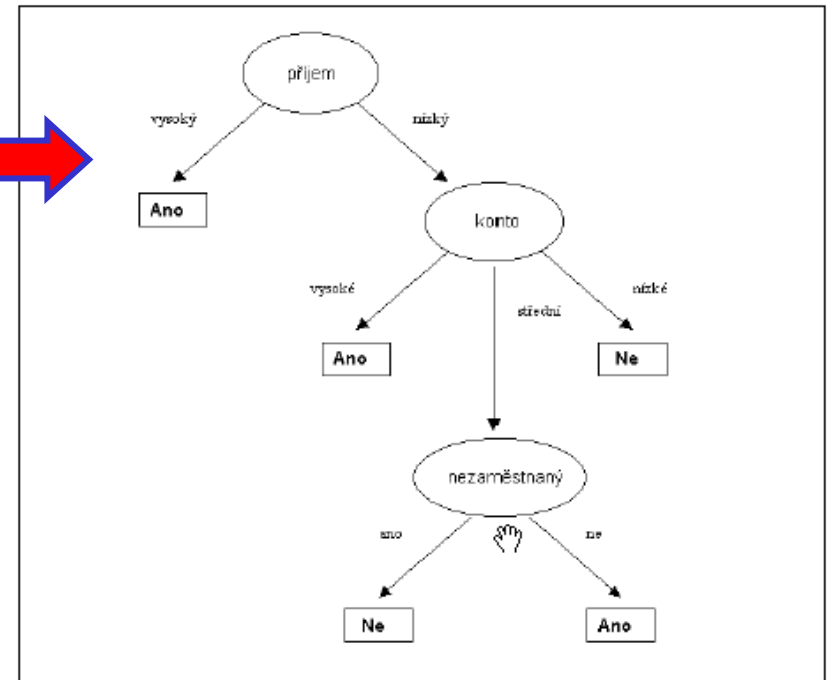 příjem
vysoký
nízký
Ano
konto
vysoké
střední
nízké
Ano
Ne
nezaměstnaný
ano
ne
Ne
Ano